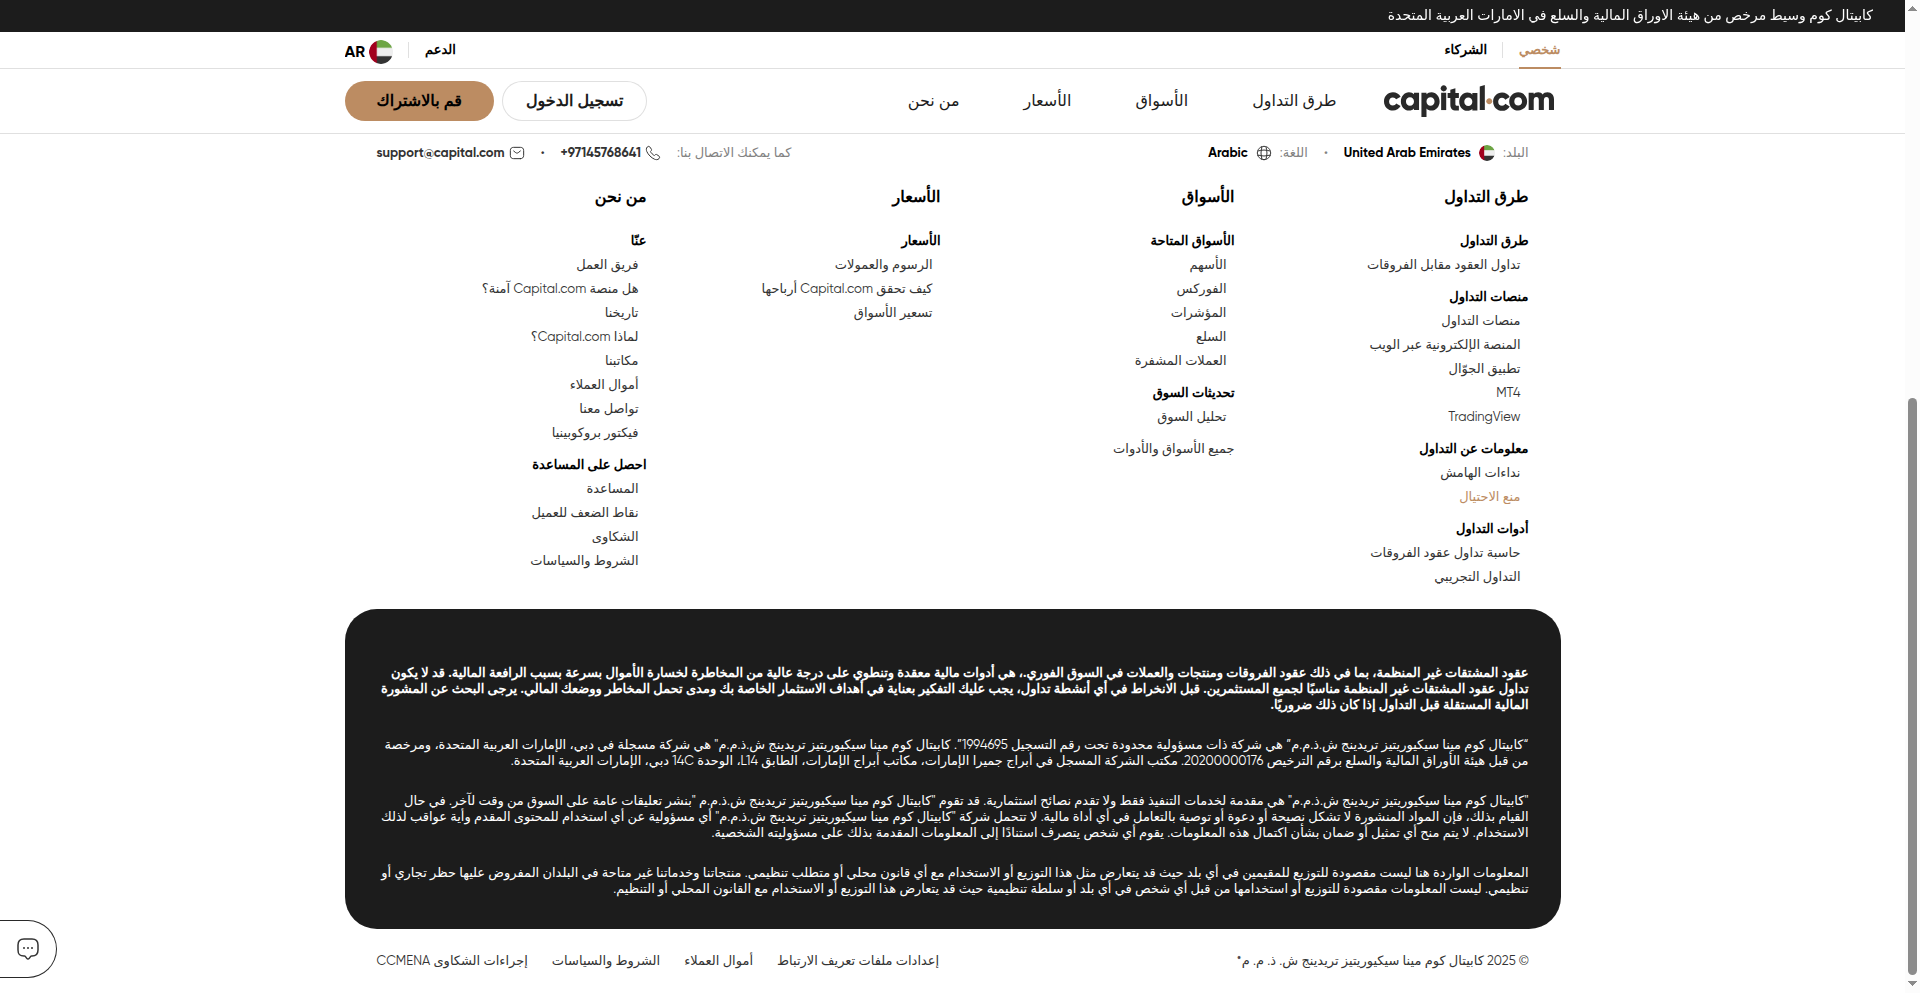 كابيتال كوم وسيط مرخص من هيئة الاوراق المالية والسلع في الامارات العربية المتحدة
شخصي
الشركاء
الدعم
AR
capital.com
طرق التداول
الأسواق
الأسعار
من نحن
تسجيل الدخول
قم بالاشتراك
البلد: United Arab Emirates • اللغة: Arabic
كما يمكنك الاتصال بنا: +97145768641 • support@capital.com
طرق التداول
طرق التداول
تداول العقود مقابل الفروقات
منصات التداول
منصات التداول
المنصة الإلكترونية عبر الويب
تطبيق الجوّال
MT4
TradingView
معلومات عن التداول
نداءات الهامش
منع الاحتيال
أدوات التداول
حاسبة تداول عقود الفروقات
التداول التجريبي
الأسواق
الأسواق المتاحة
الأسهم
الفوركس
المؤشرات
السلع
العملات المشفرة
تحديثات السوق
تحليل السوق
جميع الأسواق والأدوات
الأسعار
الأسعار
الرسوم والعمولات
كيف تحقق Capital.com أرباحها
تسعير الأسواق
من نحن
عنّا
فريق العمل
هل منصة Capital.com آمنة؟
تاريخنا
لماذا Capital.com؟
مكاتبنا
أموال العملاء
تواصل معنا
فيكتور بروكوبينيا
احصل على المساعدة
المساعدة
نقاط الضعف للعميل
الشكاوى
الشروط والسياسات
عقود المشتقات غير المنظمة، بما في ذلك عقود الفروقات ومنتجات والعملات في السوق الفوري.، هي أدوات مالية معقدة وتنطوي على درجة عالية من المخاطرة لخسارة الأموال بسرعة بسبب الرافعة المالية. قد لا يكون
تداول عقود المشتقات غير المنظمة مناسبًا لجميع المستثمرين. قبل الانخراط في أي أنشطة تداول، يجب عليك التفكير بعناية في أهداف الاستثمار الخاصة بك ومدى تحمل المخاطر ووضعك المالي. يرجى البحث عن المشورة
المالية المستقلة قبل التداول إذا كان ذلك ضروريًا.
“كابيتال كوم مينا سيكيوريتيز تريدينج ش.ذ.م.م” هي شركة ذات مسؤولية محدودة تحت رقم التسجيل 1994695”. كابيتال كوم مينا سيكيوريتيز تريدينج ش.ذ.م.م" هي شركة مسجلة في دبي، الإمارات العربية المتحدة، ومرخصة
من قبل هيئة الأوراق المالية والسلع برقم الترخيص 20200000176. مكتب الشركة المسجل في أبراج جميرا الإمارات، مكاتب أبراج الإمارات، الطابق L14، الوحدة 14C دبي، الإمارات العربية المتحدة.
"كابيتال كوم مينا سيكيوريتيز تريدينج ش.ذ.م.م" هي مقدمة لخدمات التنفيذ فقط ولا تقدم نصائح استثمارية. قد تقوم "كابيتال كوم مينا سيكيوريتيز تريدينج ش.ذ.م.م "بنشر تعليقات عامة على السوق من وقت لآخر. في حال
القيام بذلك، فإن المواد المنشورة لا تشكل نصيحة أو دعوة أو توصية بالتعامل في أي أداة مالية. لا تتحمل شركة "كابيتال كوم مينا سيكيوريتيز تريدينج ش.ذ.م.م" أي مسؤولية عن أي استخدام للمحتوى المقدم وأية عواقب لذلك
الاستخدام. لا يتم منح أي تمثيل أو ضمان بشأن اكتمال هذه المعلومات. يقوم أي شخص يتصرف استنادًا إلى المعلومات المقدمة بذلك على مسؤوليته الشخصية.
المعلومات الواردة هنا ليست مقصودة للتوزيع للمقيمين في أي بلد حيث قد يتعارض مثل هذا التوزيع أو الاستخدام مع أي قانون محلي أو متطلب تنظيمي. منتجاتنا وخدماتنا غير متاحة في البلدان المفروض عليها حظر تجاري أو
تنظيمي. ليست المعلومات مقصودة للتوزيع أو استخدامها من قبل أي شخص في أي بلد أو سلطة تنظيمية حيث قد يتعارض هذا التوزيع أو الاستخدام مع القانون المحلي أو التنظيم.
© 2025 كابيتال كوم مينا سيكيوريتيز تريدينج ش. ذ. م. م*
إعدادات ملفات تعريف الارتباط
أموال العملاء
الشروط والسياسات
إجراءات الشكاوى CCMENA